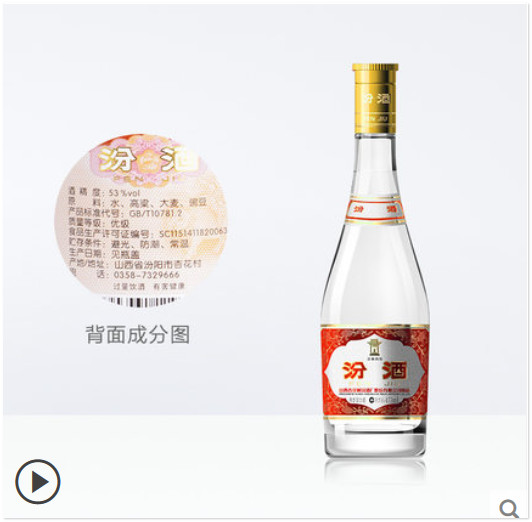 汾酒
酒精度：53%vol
原料：水、高粱、大麦、豌豆
产品标准代号：GB/T10781.2
质量等级：优级
食品生产许可证编号：SC1151411820063
贮存条件：避光、防潮、常温
生产日期：见瓶盖
产地/地址：山西省汾阳市杏花村
话：0358-7329666
过量饮酒 有害健康
背面成分图
汾酒
FEN JIU
汾酒
汾酒